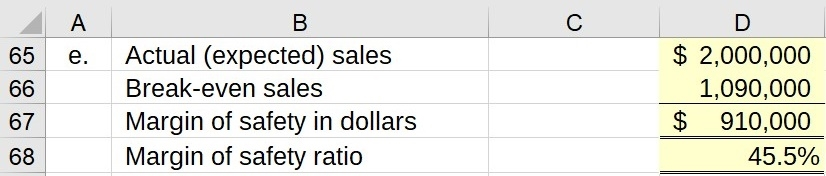 A B C D
65 e. Actual (expected) sales $ 2,000,000
66 Break-even sales 1,090,000
67 Margin of safety in dollars $ 910,000
68 Margin of safety ratio 45.5%